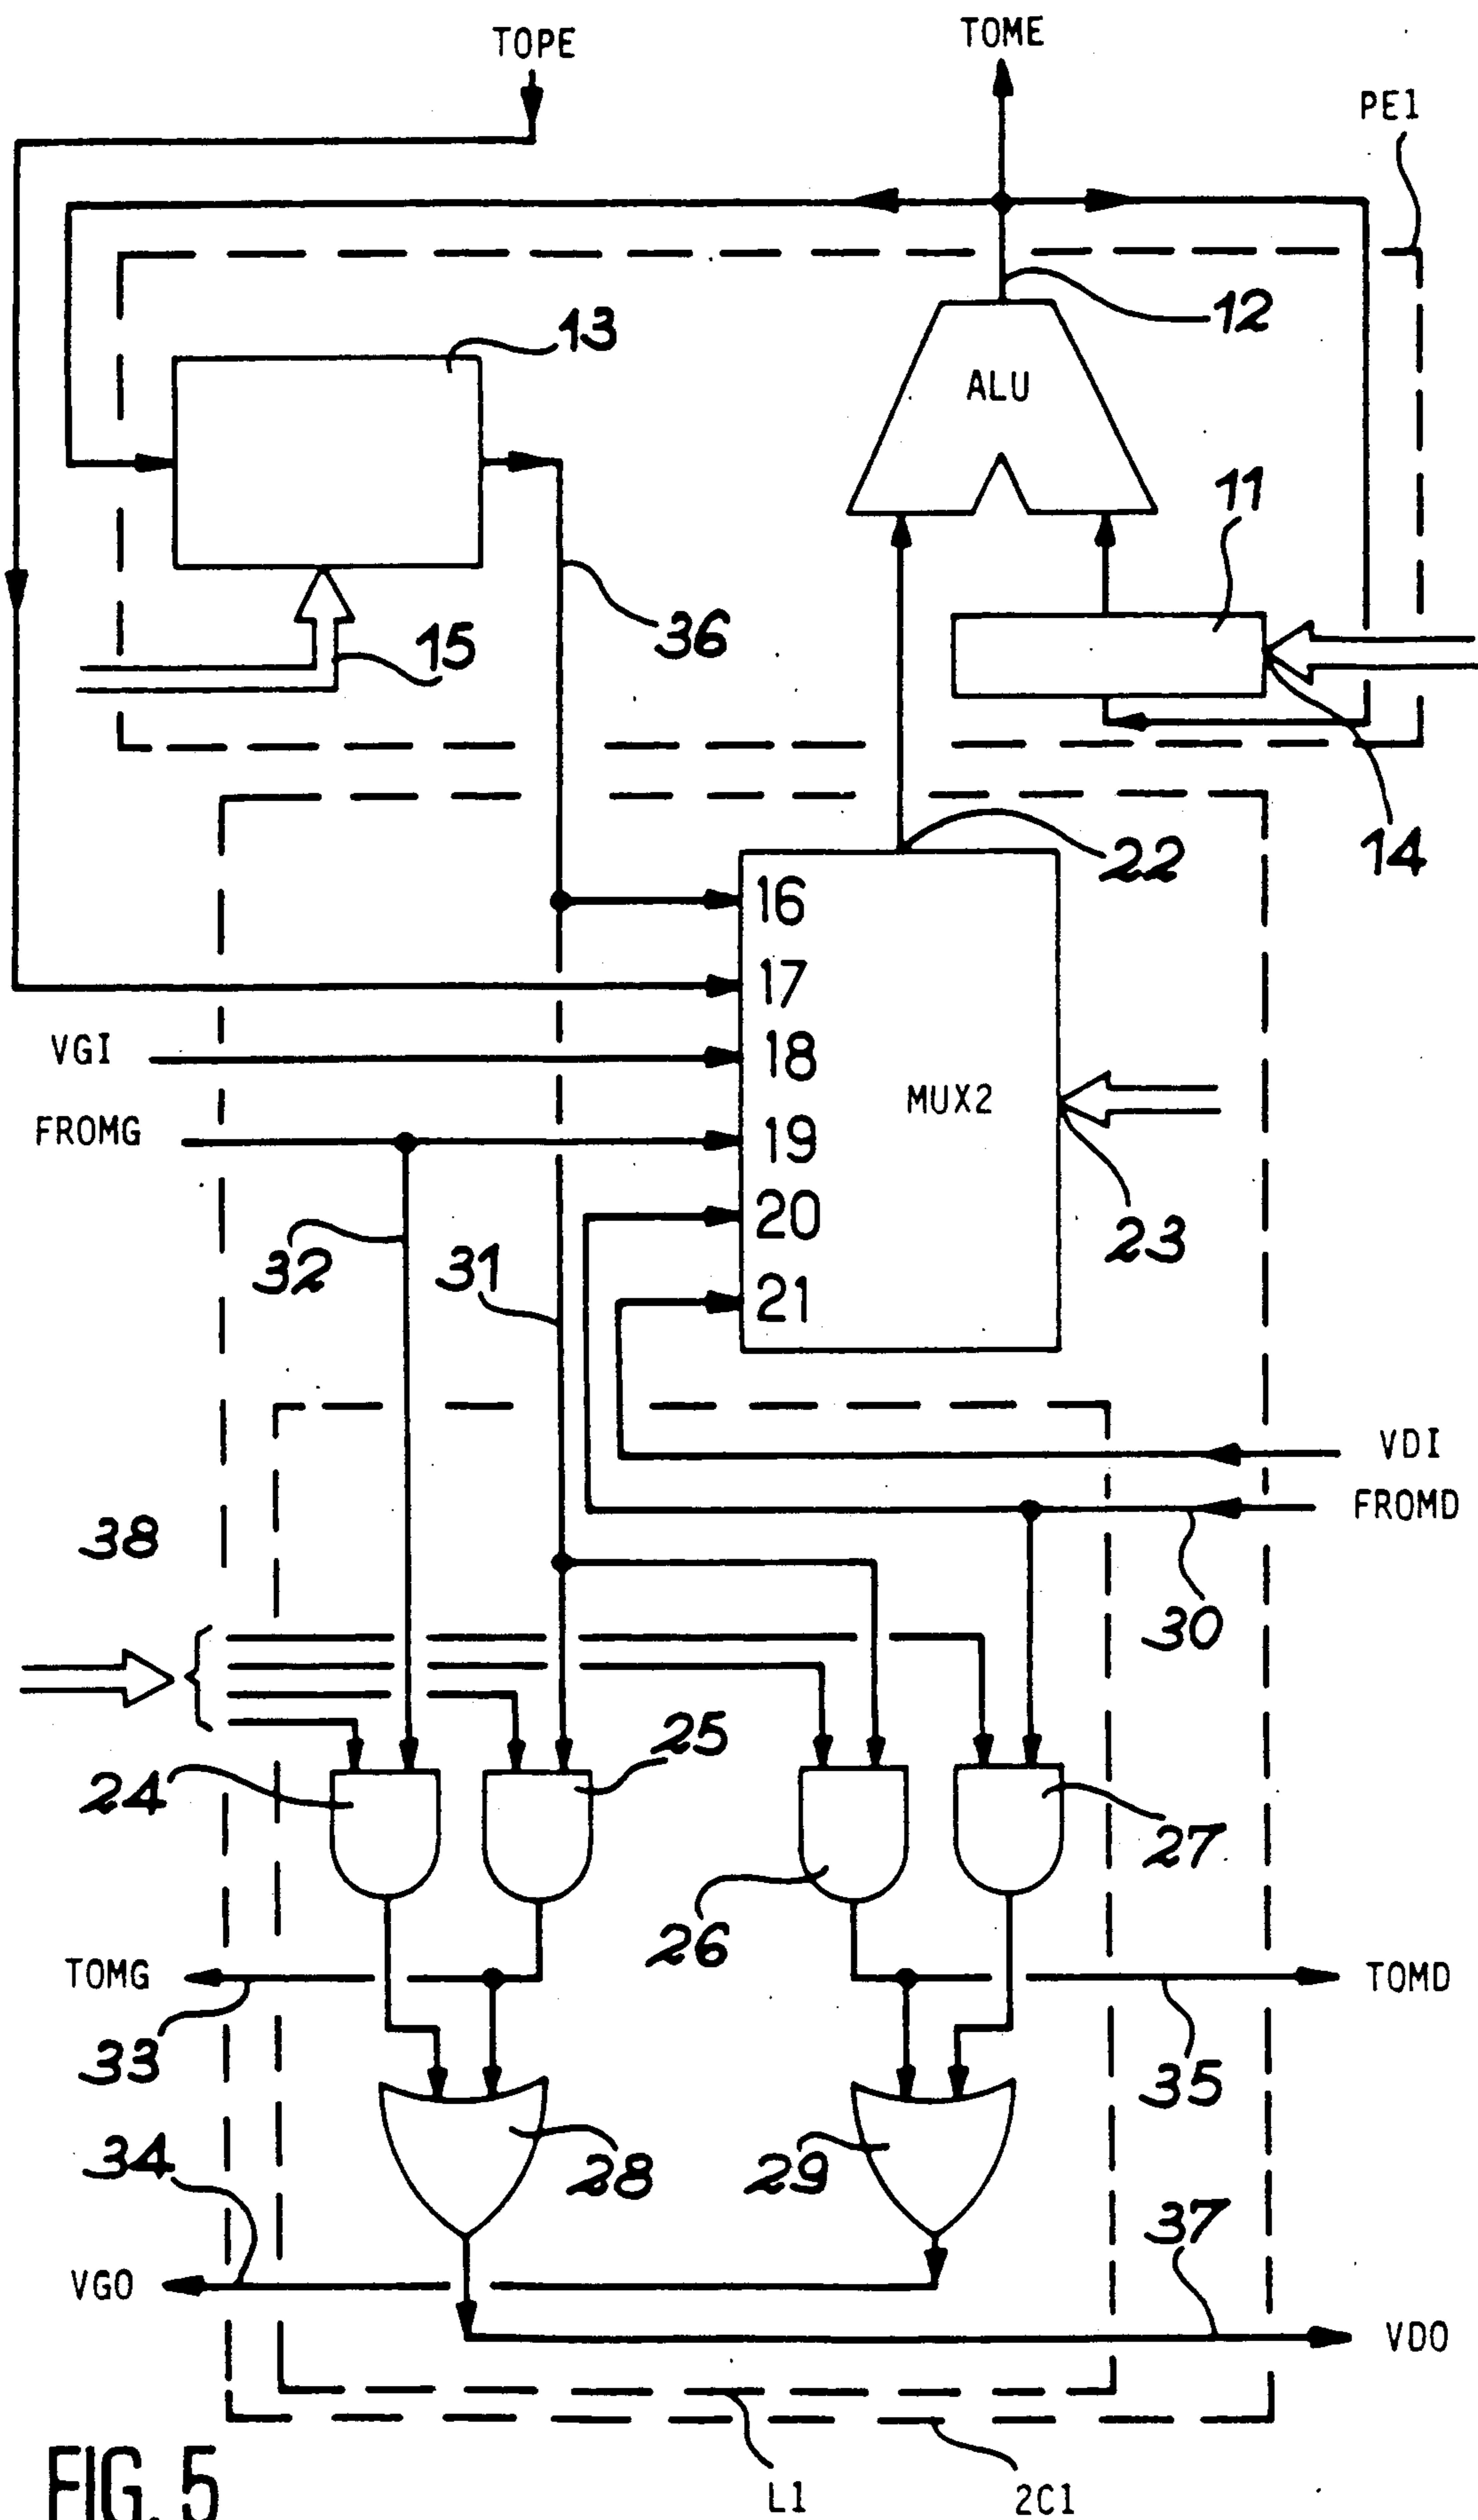 TOPE
TOME
PE1
13
12
ALU
11
15
36
14
22
16
17
VGI
18
MUX2
FROMG
19
20
23
32
31
21
VDI
FROMD
38
30
25
24
27
26
TOMG
TOMD
33
35
34
28
29
37
VGO
VDO
L1
2C1
FIG. 5